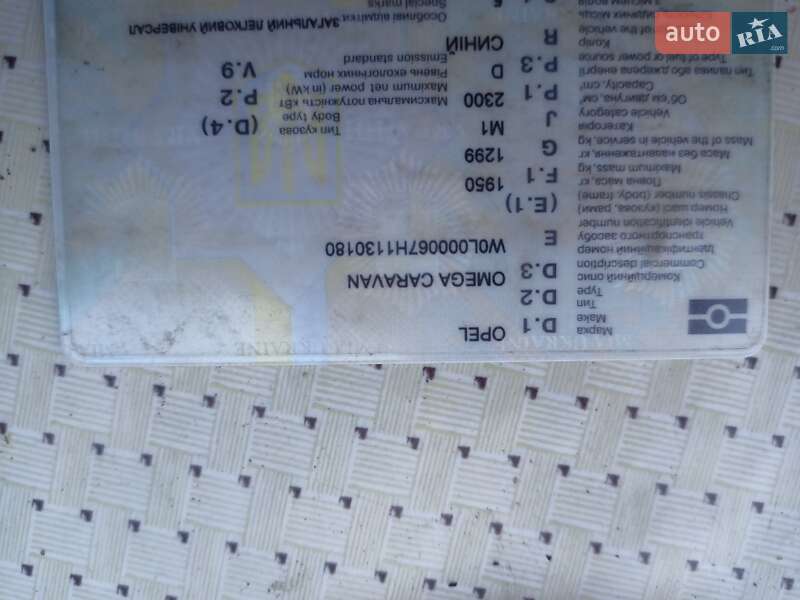 auto RIA
.com
Марка
Make D.1 OPEL
Тип
Type D.2
Комерційний опис
Commercial description D.3 OMEGA CARAVAN
Ідентифікаційний номер
транспортного засобу
Vehicle identification number E W0L000067H1130180
Номер шасі (кузова, рами)
Chassis number (body, frame) (E.1)
Повна маса, кг
Maximum mass, kg F.1 1950
Маса без навантаження, кг
Mass of the vehicle in service, kg G 1299
Категорія
Vehicle category J M1 Тип кузова
Body type (D.4) ЗАГАЛЬНИЙ ЛЕГКОВИЙ УНІВЕРСАЛ
Об'єм двигуна, см³
Capacity, cm³ P.1 2300 Максимальна потужність кВт
Maximum net power (in kW) P.2
Тип палива або джерела енергії
Type of fuel or power source P.3 D Рівень екологічних норм
Emission standard V.9
Колір
of the vehicle R СИНІЙ
Особливі відмітки
Special marks
UKRAINE